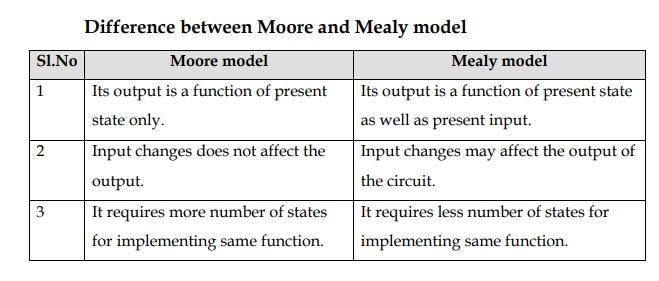 Difference between Moore and Mealy model
Sl.No Moore model Mealy model
1 Its output is a function of present Its output is a function of present state
state only. as well as present input.
2 Input changes does not affect the Input changes may affect the output of
output. the circuit.
3 It requires more number of states It requires less number of states for
for implementing same function. implementing same function.